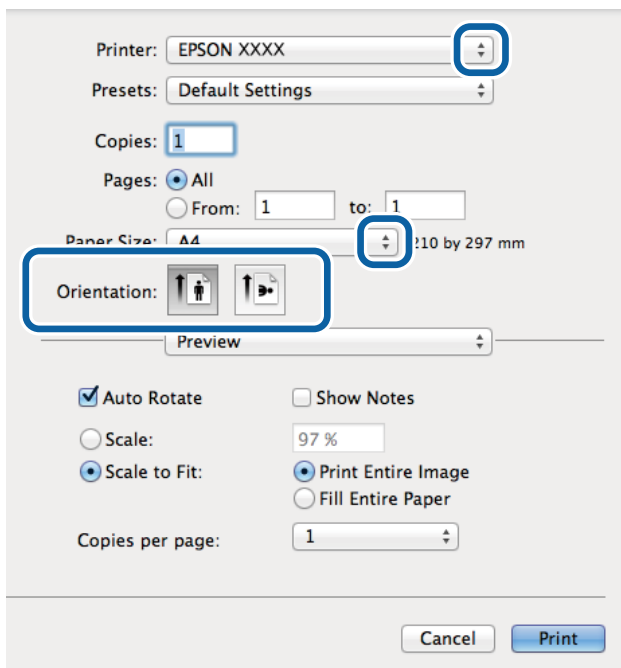 Printer: EPSON XXXX
Presets: Default Settings
Copies: 1
Pages: All
From: 1 to: 1
Paper Size: A4 210 by 297 mm
Orientation:
Preview
Auto Rotate Show Notes
Scale: 97 %
Scale to Fit: Print Entire Image
Fill Entire Paper
Copies per page: 1
Cancel Print